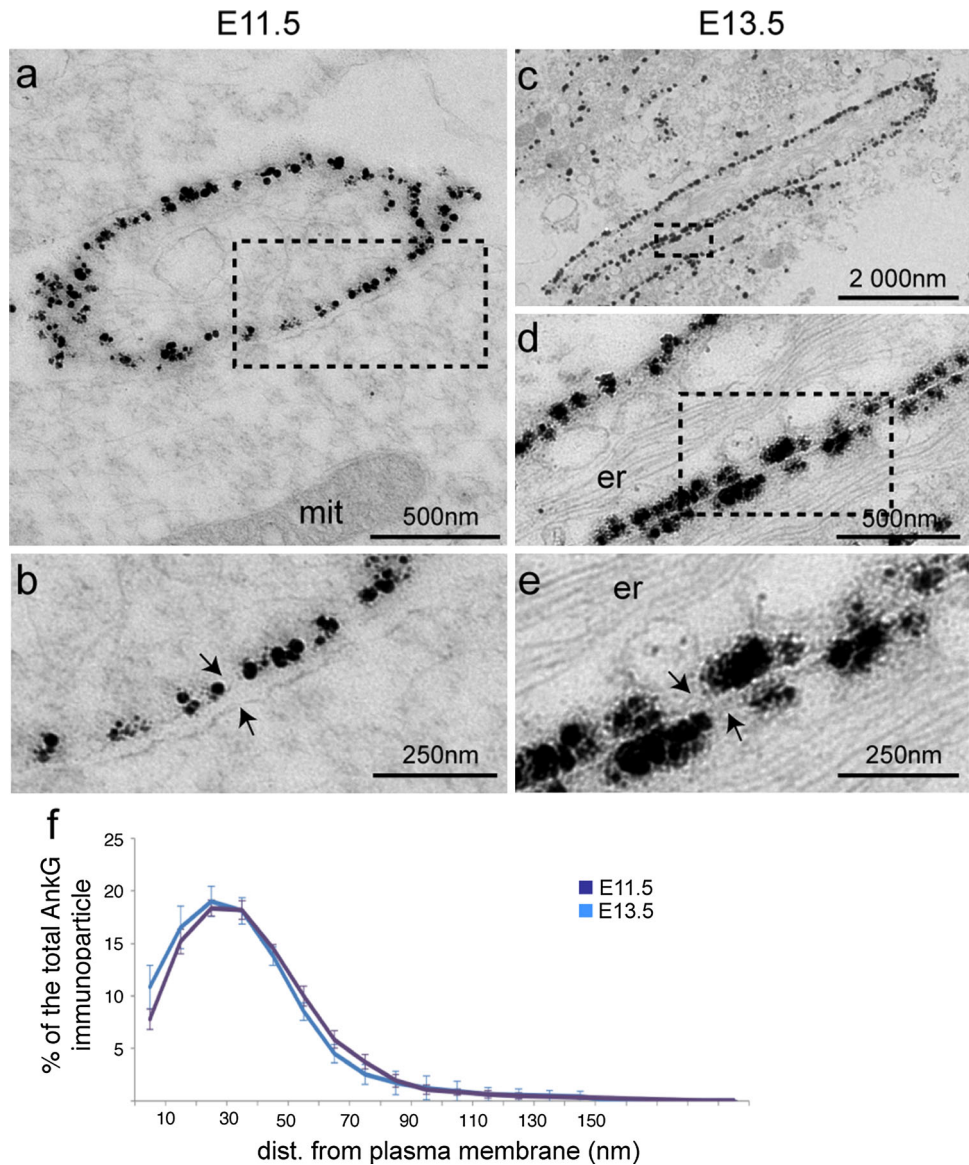 E11.5
E13.5
a
mit
500nm
b
250nm
c
2 000nm
d
er
500nm
e
er
250nm
f
% of the total AnkG
immunoparticle
25
20
15
10
5
E11.5
E13.5
10 30 50 70 90 110 130 150
dist. from plasma membrane (nm)